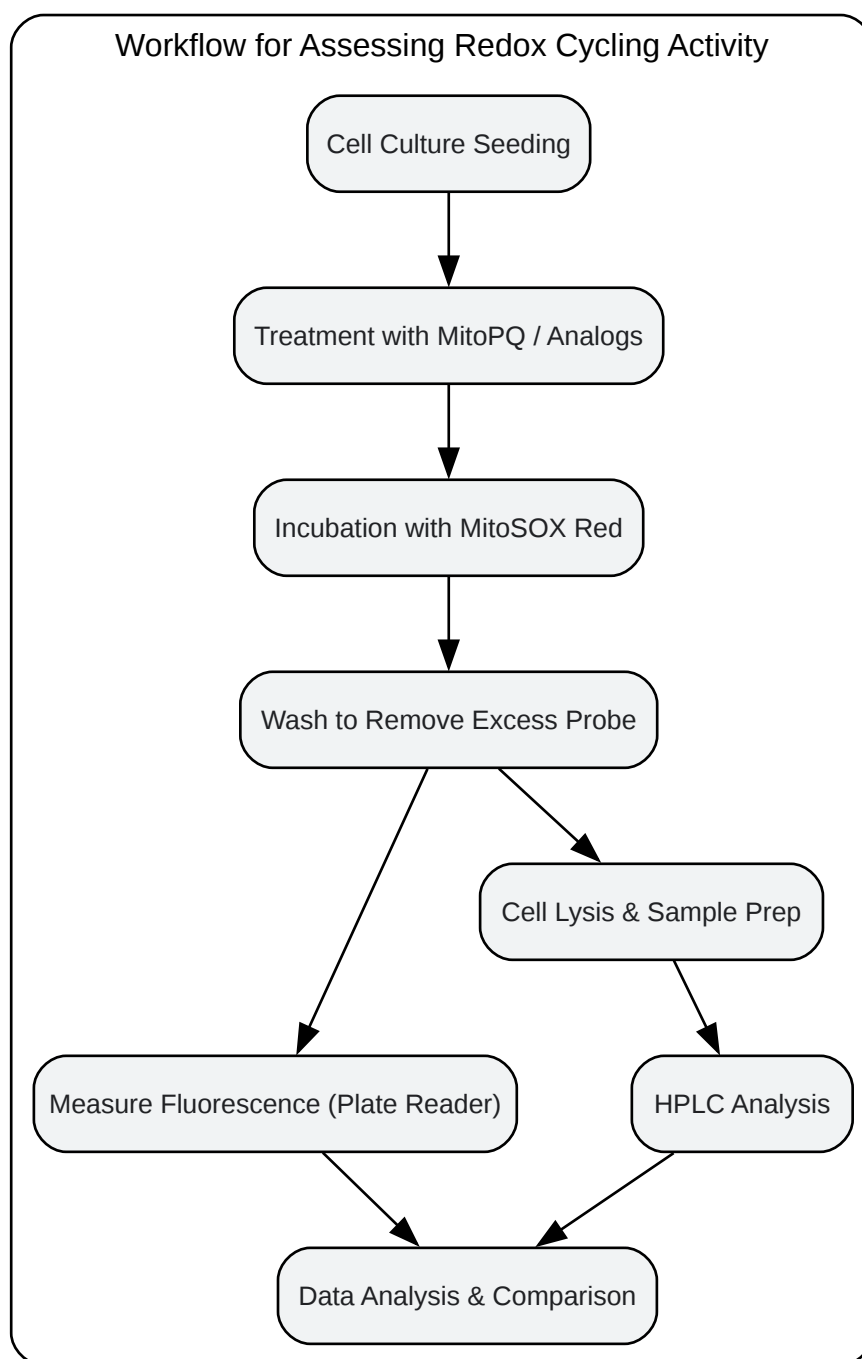 Workflow for Assessing Redox Cycling Activity
Cell Culture Seeding
Treatment with MitoPQ / Analogs
Incubation with MitoSOX Red
Wash to Remove Excess Probe
Cell Lysis & Sample Prep
Measure Fluorescence (Plate Reader)
HPLC Analysis
Data Analysis & Comparison